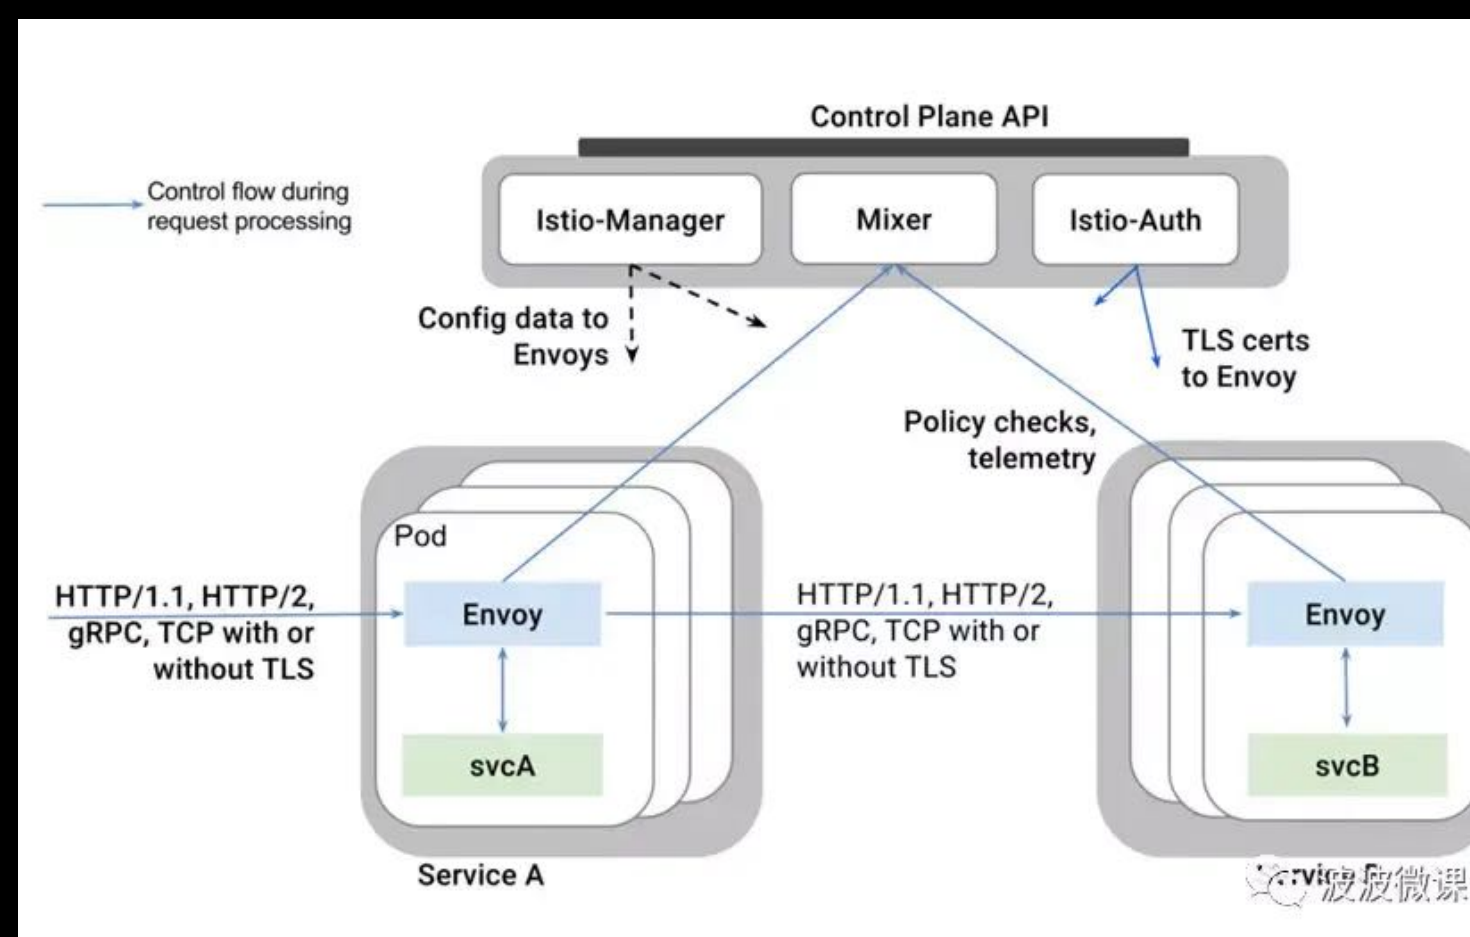 Control Plane API
Control flow during
request processing
Istio-Manager
Mixer
Istio-Auth
Config data to
Envoys
TLS certs
to Envoy
Policy checks,
telemetry
Pod
HTTP/1.1, HTTP/2,
gRPC, TCP with or
without TLS
Envoy
HTTP/1.1, HTTP/2,
gRPC, TCP with or
without TLS
Envoy
svcA
svcB
Service A
波波微课